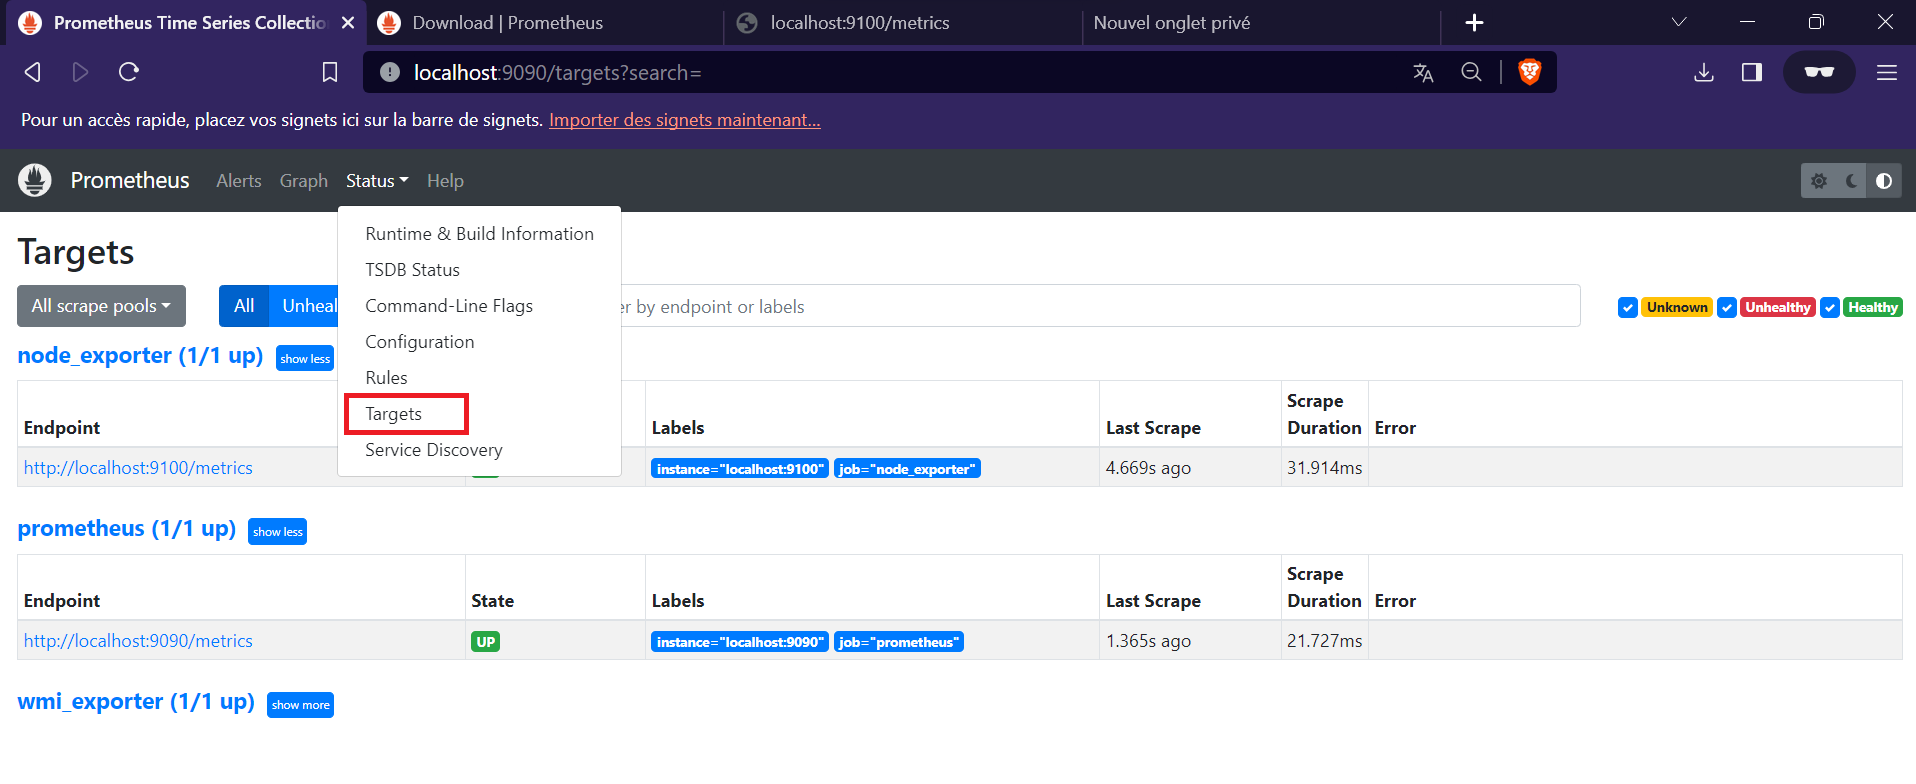 Prometheus Time Series Collectio
Download | Prometheus
localhost:9100/metrics
Nouvel onglet privé
localhost:9090/targets?search=
Pour un accès rapide, placez vos signets ici sur la barre de signets. Importer des signets maintenant...
Prometheus Alerts Graph Status Help
Runtime & Build Information
TSDB Status
Command-Line Flags
Configuration
Rules
Targets
Service Discovery
Targets
All scrape pools
All Unheal
er by endpoint or labels
Unknown Unhealthy Healthy
node_exporter (1/1 up) show less
Endpoint Labels Last Scrape Scrape Duration Error
http://localhost:9100/metrics instance="localhost:9100" job="node_exporter" 4.669s ago 31.914ms
prometheus (1/1 up) show less
Endpoint State Labels Last Scrape Scrape Duration Error
http://localhost:9090/metrics UP instance="localhost:9090" job="prometheus" 1.365s ago 21.727ms
wmi_exporter (1/1 up) show more